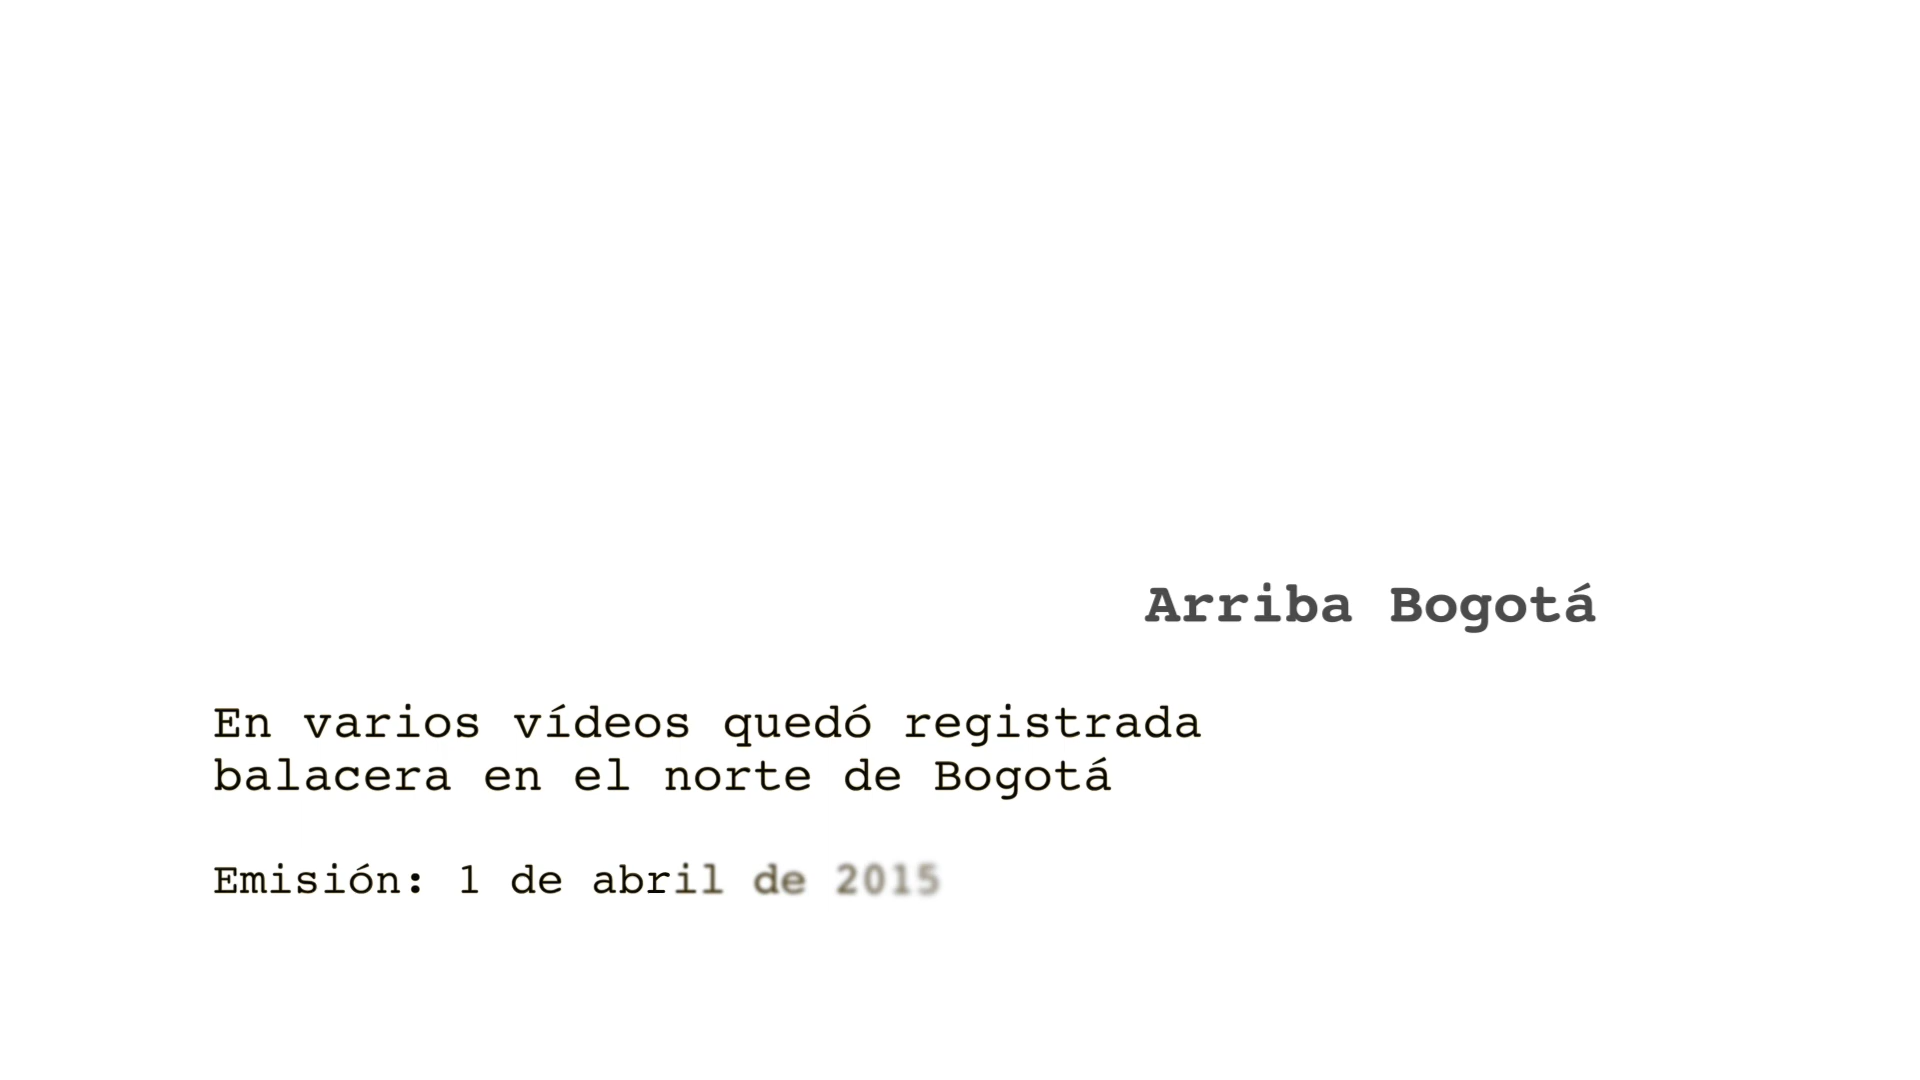 Arriba Bogotá
En varios vídeos quedó registrada
balacera en el norte de Bogotá
Emisión: 1 de abril de 2015